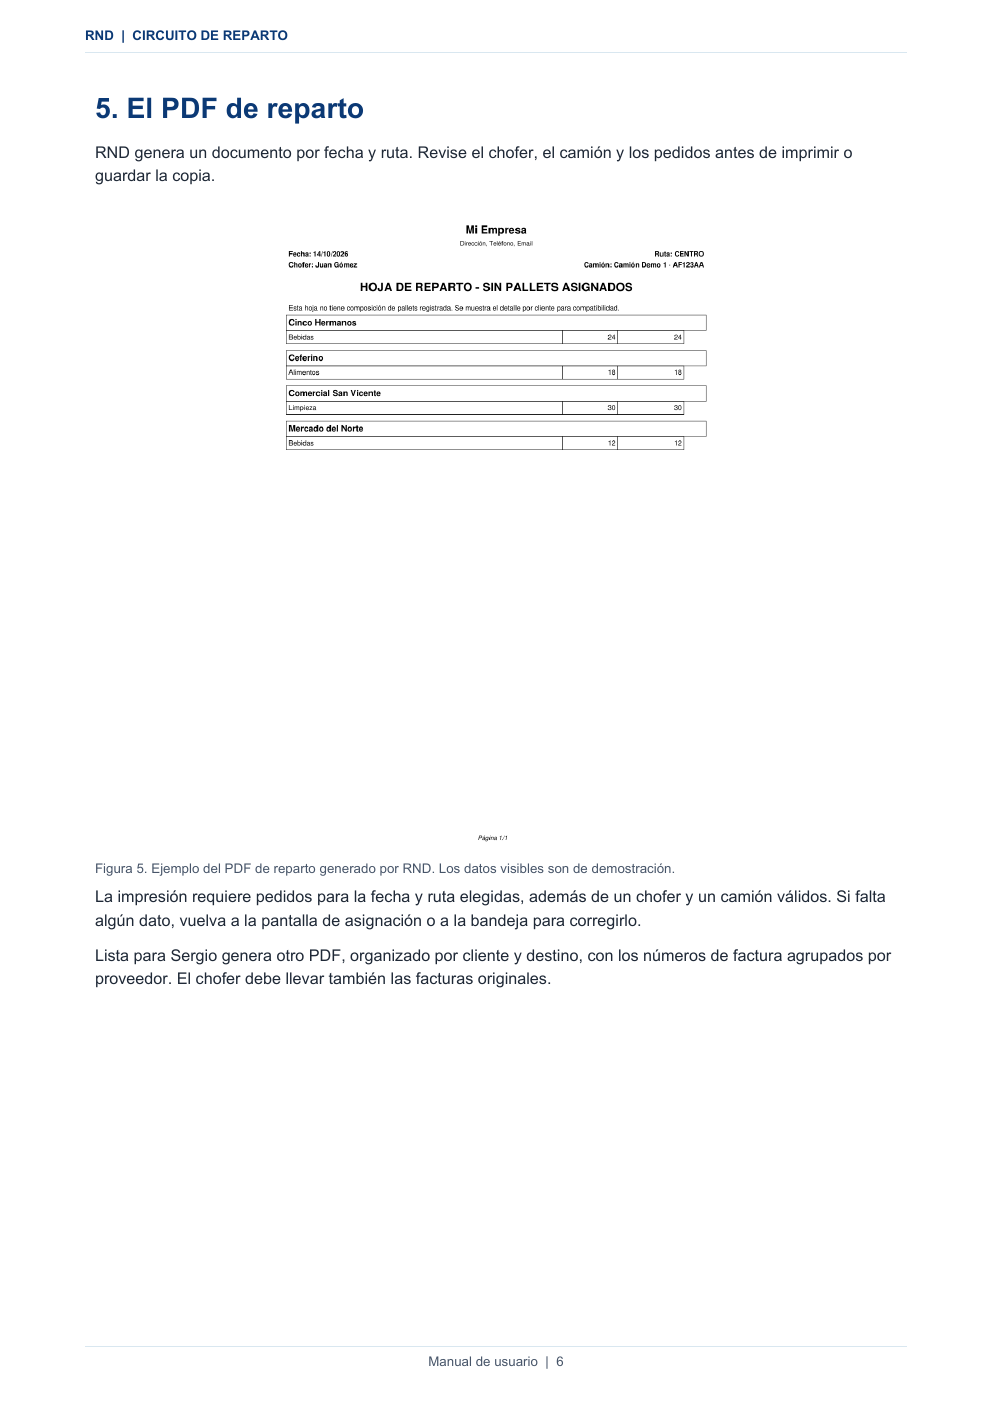 RND | CIRCUITO DE REPARTO
5. El PDF de reparto
RND genera un documento por fecha y ruta. Revise el chofer, el camión y los pedidos antes de imprimir o
guardar la copia.
Mi Empresa
Dirección, Teléfono, Email
Fecha: 14/10/2026 Ruta: CENTRO
Chofer: Juan Gómez Camión: Camión Demo 1 · AF123AA
HOJA DE REPARTO - SIN PALLETS ASIGNADOS
Esta hoja no tiene composición de pallets registrada. Se muestra el detalle por cliente para compatibilidad.
Cinco Hermanos
Bebidas 24 24
Ceferino
Alimentos 18 18
Comercial San Vicente
Limpieza 30 30
Mercado del Norte
Bebidas 12 12
Página 1/1
Figura 5. Ejemplo del PDF de reparto generado por RND. Los datos visibles son de demostración.
La impresión requiere pedidos para la fecha y ruta elegidas, además de un chofer y un camión válidos. Si falta
algún dato, vuelva a la pantalla de asignación o a la bandeja para corregirlo.
Lista para Sergio genera otro PDF, organizado por cliente y destino, con los números de factura agrupados por
proveedor. El chofer debe llevar también las facturas originales.
Manual de usuario | 6